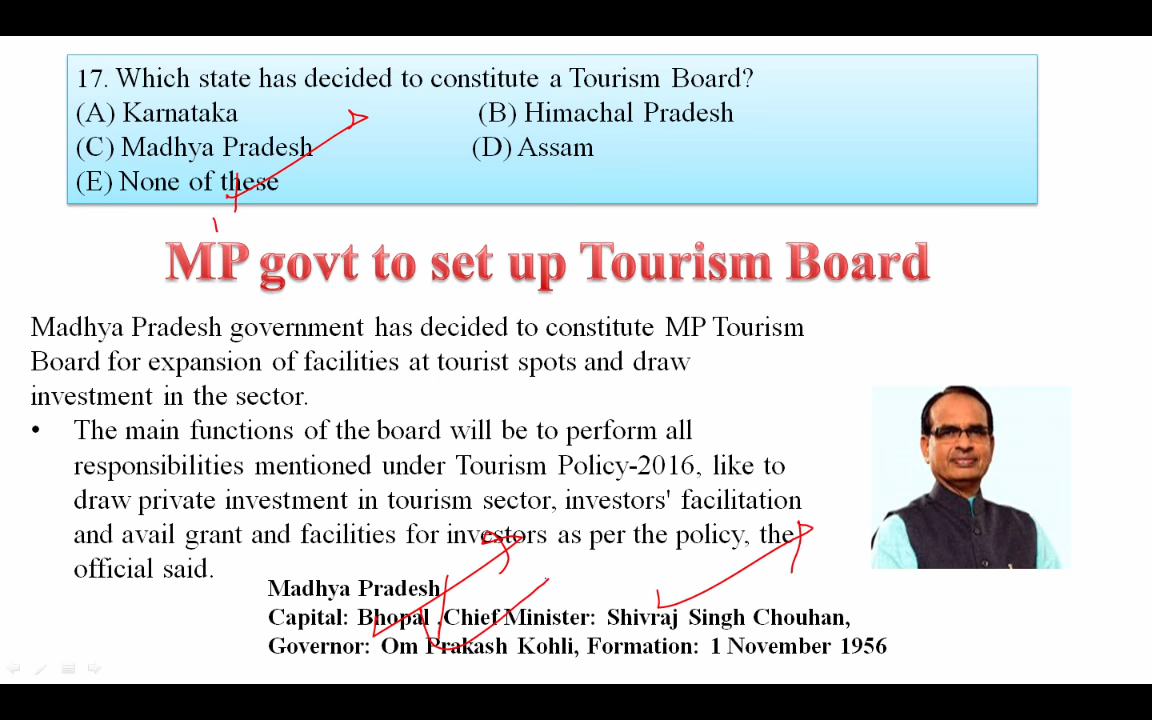 17. Which state has decided to constitute a Tourism Board?
(A) Karnataka (B) Himachal Pradesh
(C) Madhya Pradesh (D) Assam
(E) None of these
MP govt to set up Tourism Board
Madhya Pradesh government has decided to constitute MP Tourism
Board for expansion of facilities at tourist spots and draw
investment in the sector.
• The main functions of the board will be to perform all
responsibilities mentioned under Tourism Policy-2016, like to
draw private investment in tourism sector, investors' facilitation
and avail grant and facilities for investors as per the policy, the
official said.
Madhya Pradesh
Capital: Bhopal .Chief Minister: Shivraj Singh Chouhan,
Governor: Om Prakash Kohli, Formation: 1 November 1956